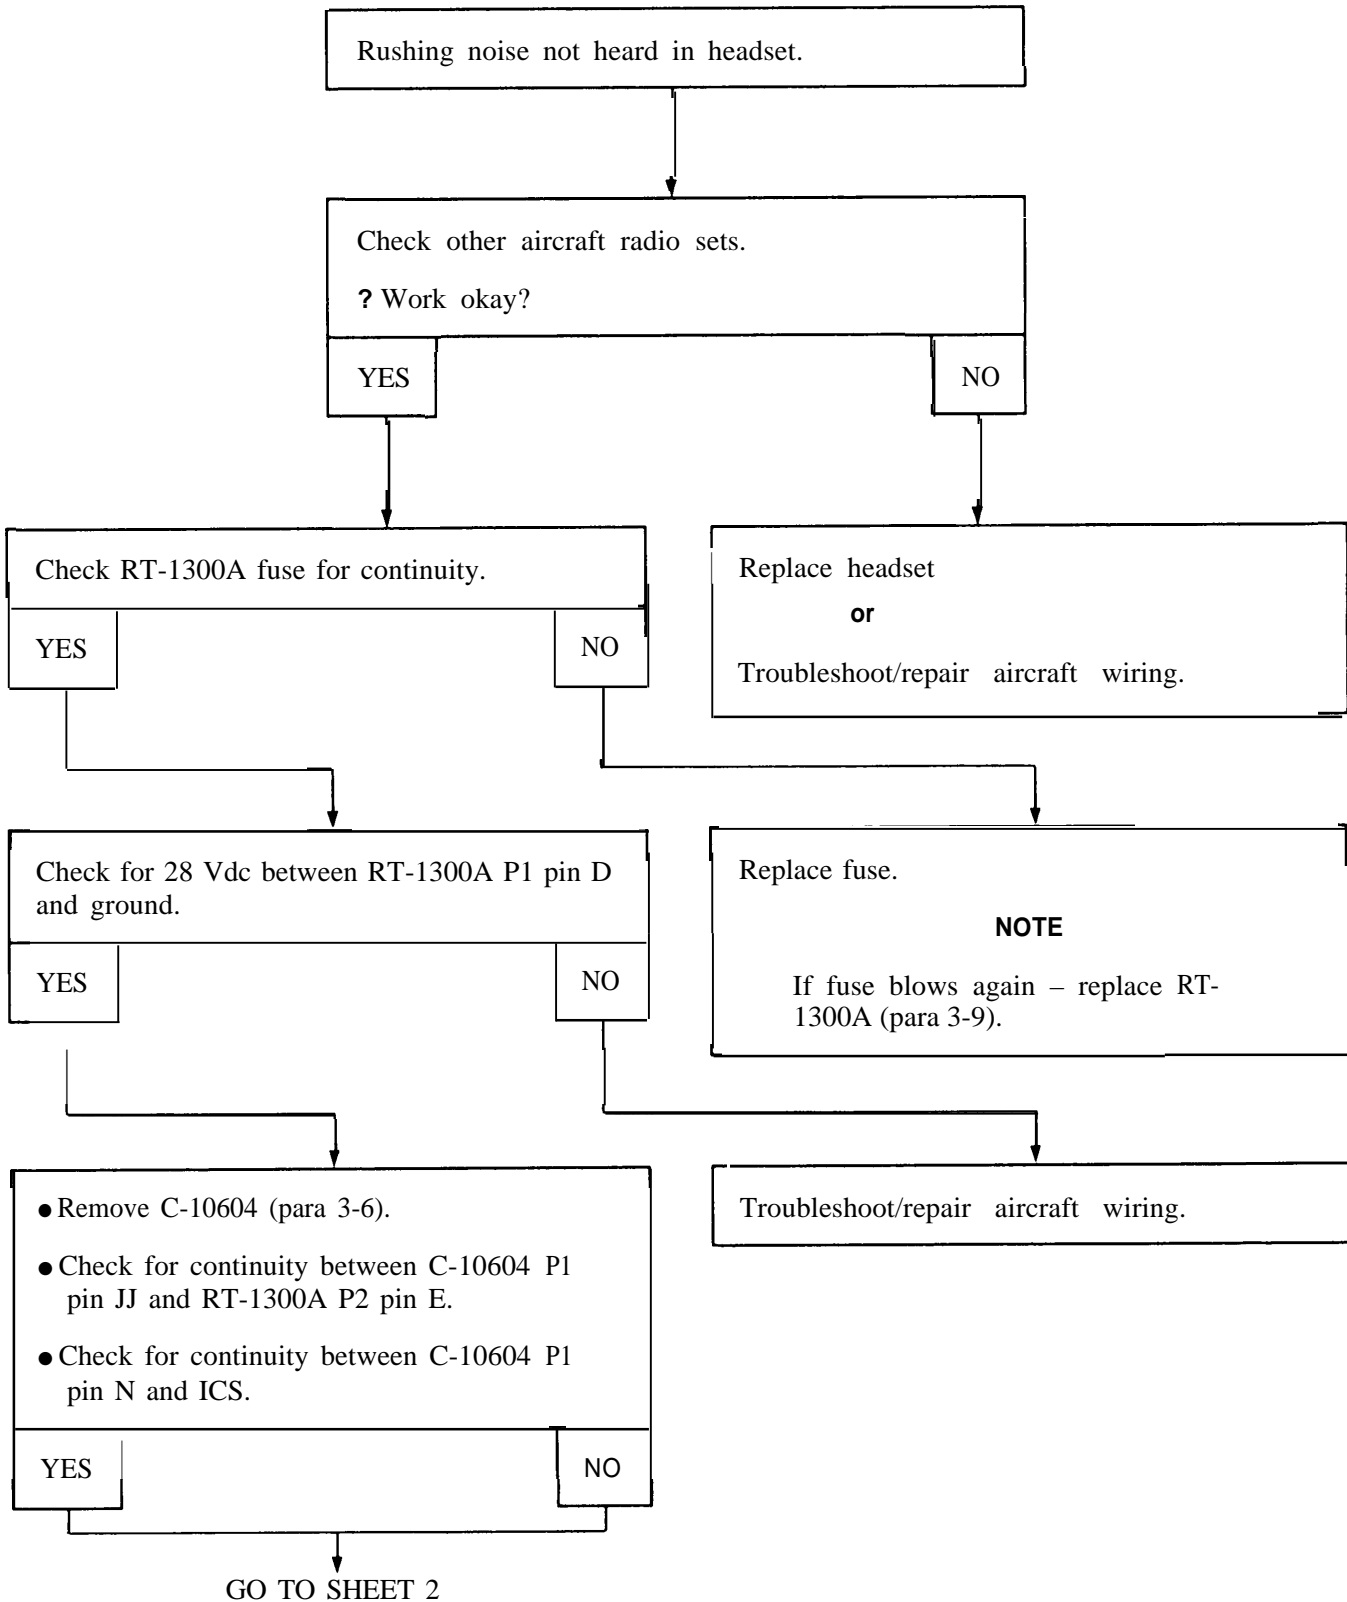 Rushing noise not heard in headset.
Check other aircraft radio sets.
? Work okay?
YES
NO
Check RT-1300A fuse for continuity.
YES
NO
Replace headset
or
Troubleshoot/repair aircraft wiring.
Check for 28 Vdc between RT-1300A P1 pin D
and ground.
YES
NO
Replace fuse.
NOTE
If fuse blows again – replace RT-
1300A (para 3-9).
● Remove C-10604 (para 3-6).
● Check for continuity between C-10604 P1
pin JJ and RT-1300A P2 pin E.
● Check for continuity between C-10604 P1
pin N and ICS.
YES
NO
Troubleshoot/repair aircraft wiring.
GO TO SHEET 2